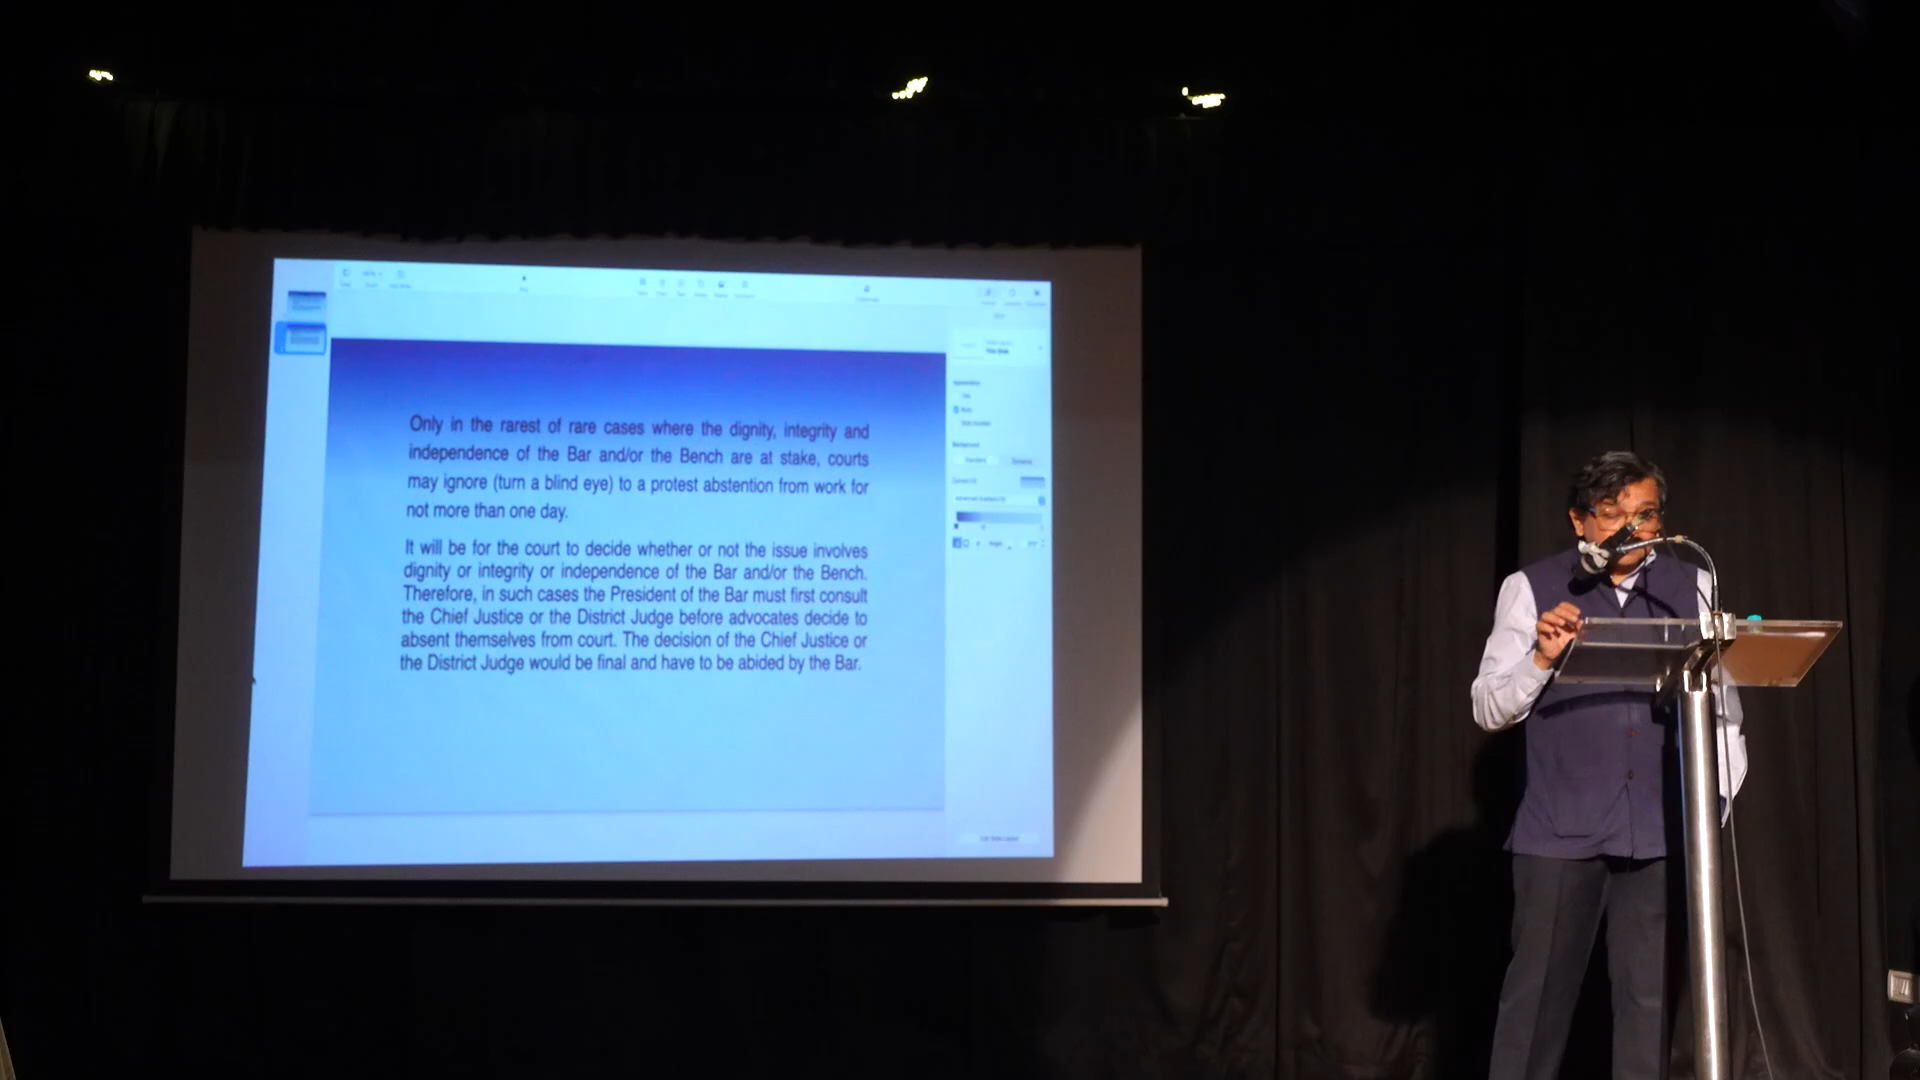 Only in the rarest of rare cases where the dignity, integrity and
independence of the Bar and/or the Bench are at stake, courts
may ignore (turn a blind eye) to a protest abstention from work for
not more than one day.
It will be for the court to decide whether or not the issue involves
dignity or integrity or independence of the Bar and/or the Bench.
Therefore, in such cases the President of the Bar must first consult
the Chief Justice or the District Judge before advocates decide to
absent themselves from court. The decision of the Chief Justice or
the District Judge would be final and have to be abided by the Bar.